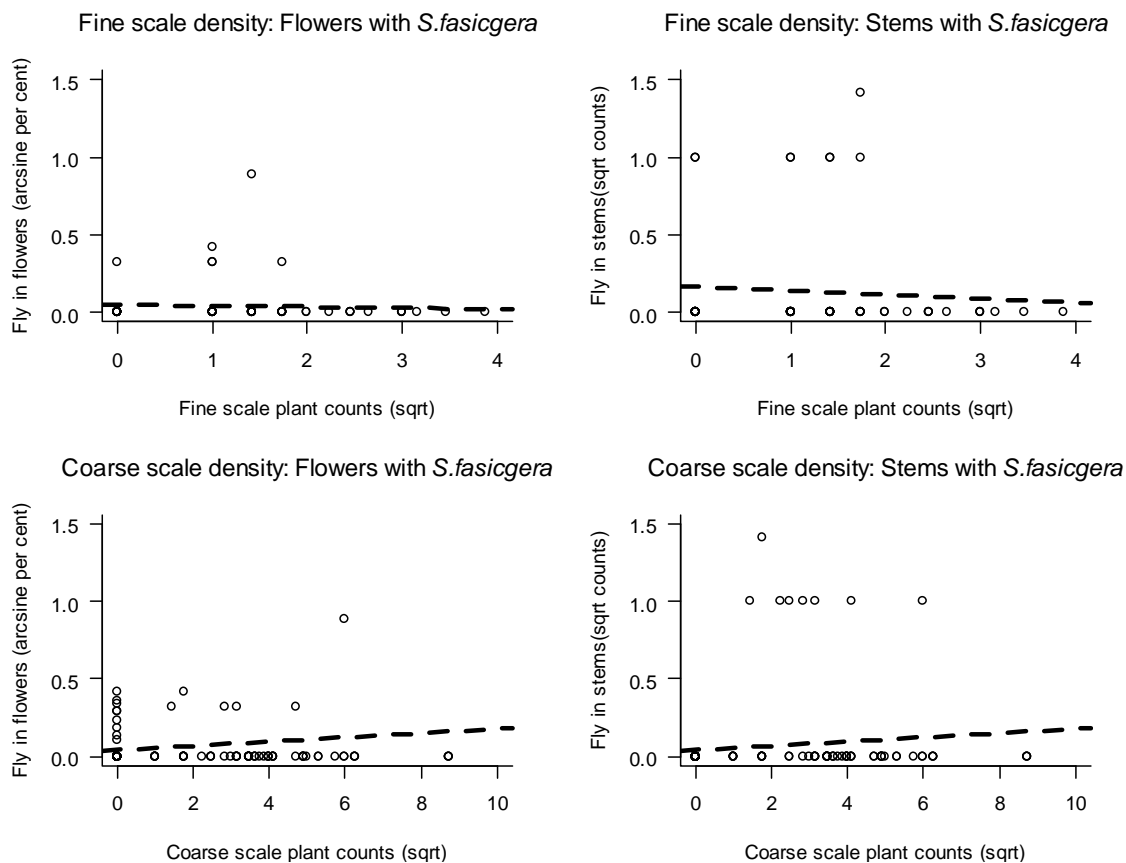 Fine scale density: Flowers with S.fasicgera
Fly in flowers (arcsine per cent)
1.5
1.0
0.5
0.0
0 1 2 3 4
Fine scale plant counts (sqrt)
Fine scale density: Stems with S.fasicgera
Fly in stems(sqrt counts)
1.5
1.0
0.5
0.0
0 1 2 3 4
Fine scale plant counts (sqrt)
Coarse scale density: Flowers with S.fasicgera
Fly in flowers (arcsine per cent)
1.5
1.0
0.5
0.0
0 2 4 6 8 10
Coarse scale plant counts (sqrt)
Coarse scale density: Stems with S.fasicgera
Fly in stems(sqrt counts)
1.5
1.0
0.5
0.0
0 2 4 6 8 10
Coarse scale plant counts (sqrt)